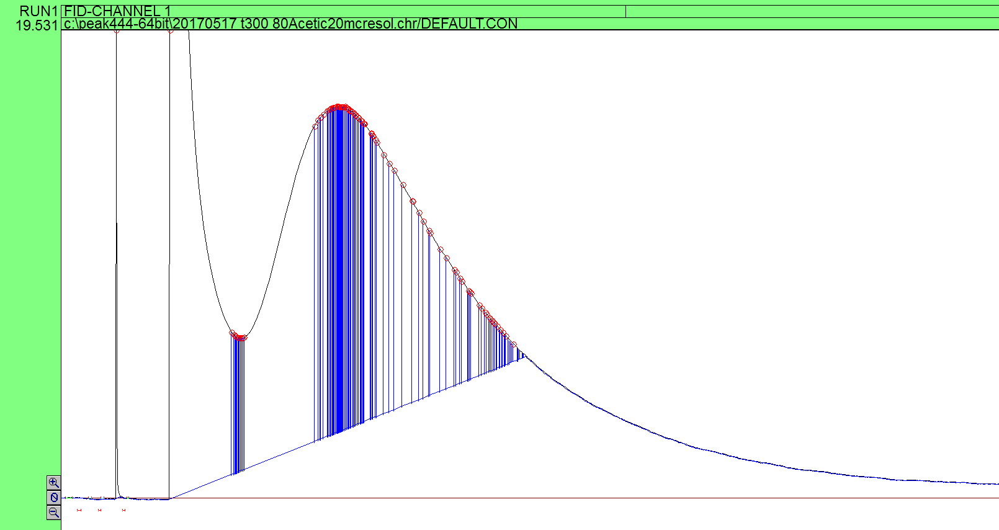 RUN1 FID-CHANNEL 1
19.531 c:\peak444-64bit\20170517 t300 80Acetic20mcresol.chr/DEFAULT.CON